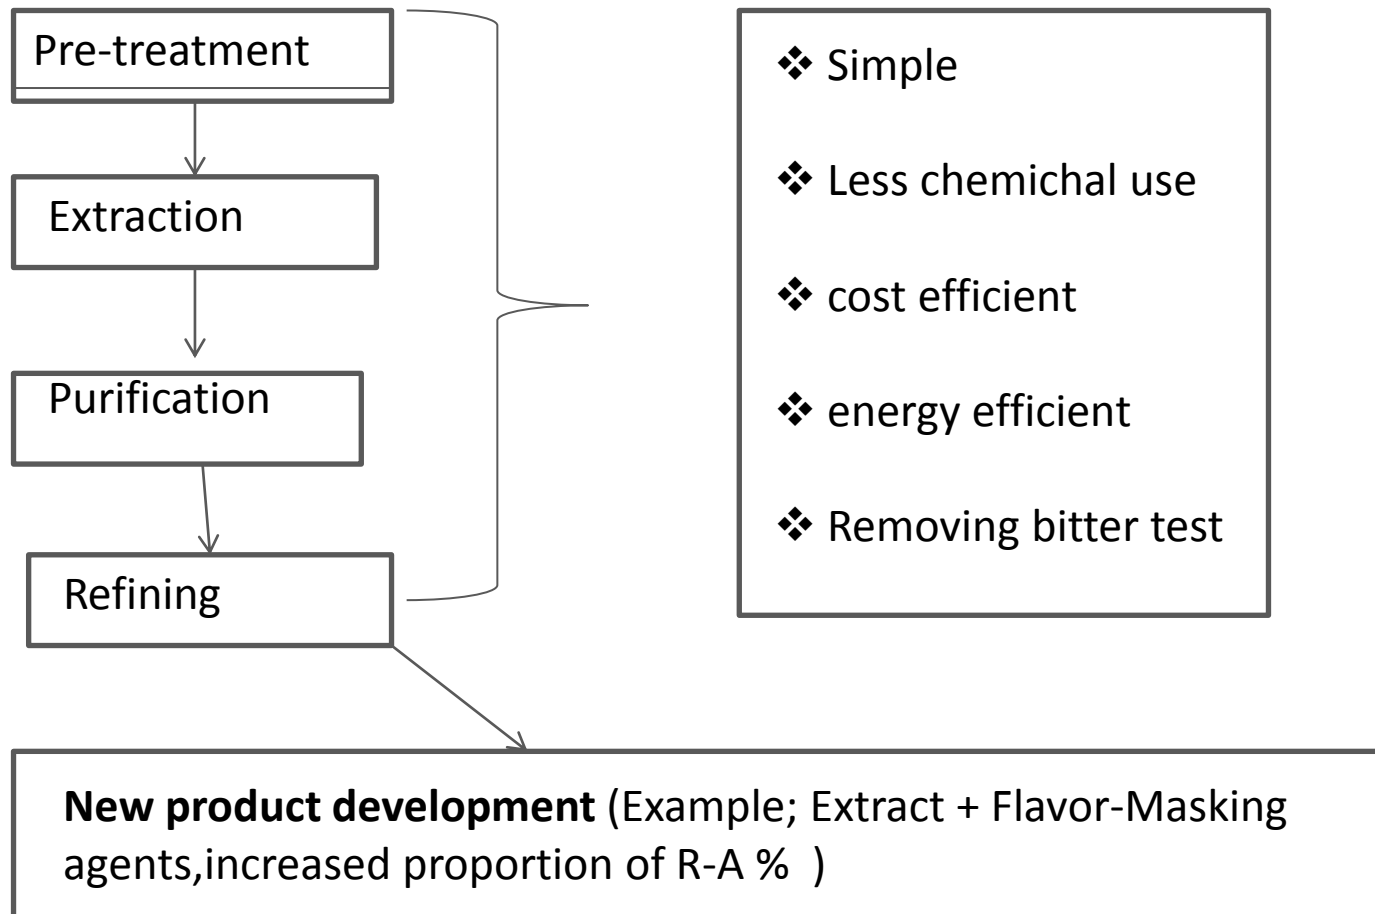 Pre-treatment
Extraction
Purification
Refining
❖ Simple
❖ Less chemichal use
❖ cost efficient
❖ energy efficient
❖ Removing bitter test
New product development (Example; Extract + Flavor-Masking
agents,increased proportion of R-A % )